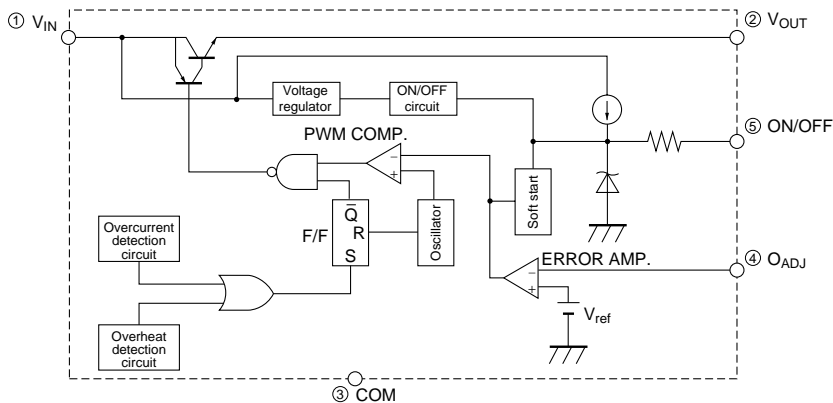 ① VIN
② VOUT
Voltage
regulator
ON/OFF
circuit
⑤ ON/OFF
PWM COMP.
Soft start
Oscillator
Overcurrent
detection
circuit
F/F
Q̅
R
S
ERROR AMP.
④ OADJ
Vref
Overheat
detection
circuit
③ COM